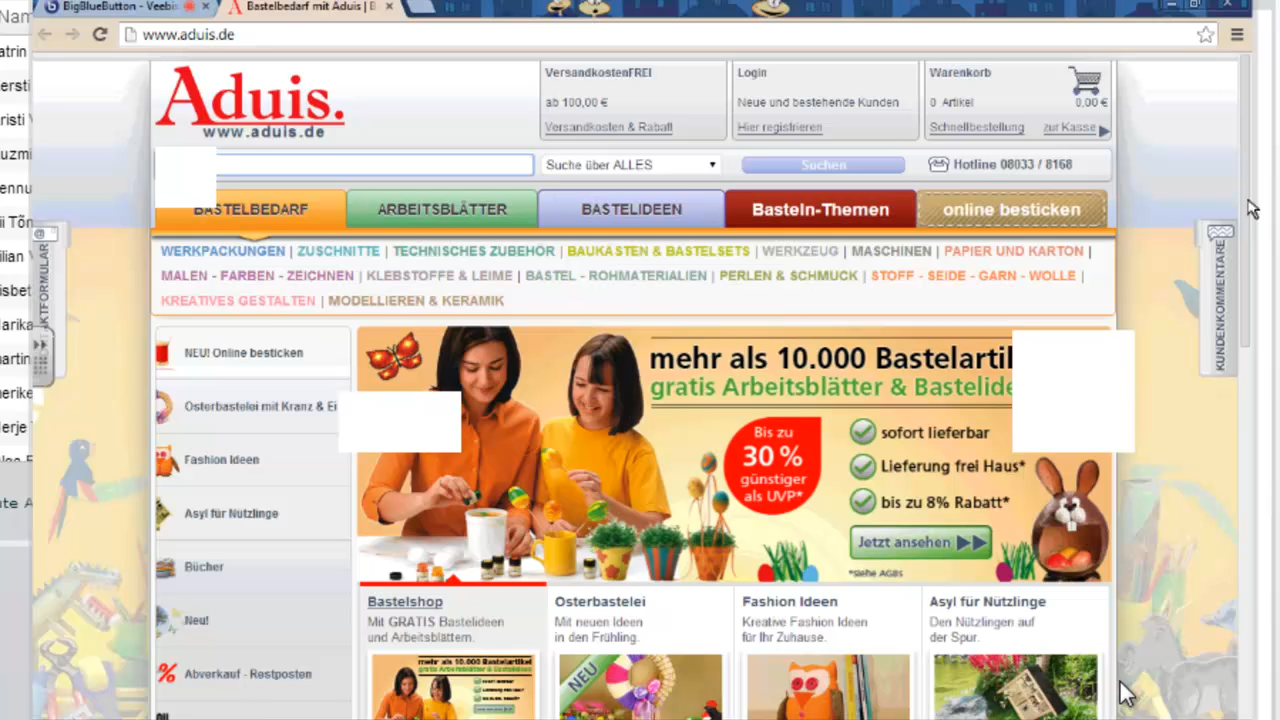 BigBlueButton - Veebi
Bastelbedarf mit Aduis | B
www.aduis.de
Aduis.
www.aduis.de
VersandkostenFREI
ab 100,00 €
Versandkosten & Rabatt
Login
Neue und bestehende Kunden
Hier registrieren
Warenkorb
0 Artikel 0,00 €
Schnellbestellung zur Kasse
Suche über ALLES
Suchen
Hotline 08033 / 8168
BASTELBEDARF
ARBEITSBLÄTTER
BASTELIDEEN
Basteln-Themen
online besticken
WERKPACKUNGEN | ZUSCHNITTE | TECHNISCHES ZUBEHÖR | BAUKÄSTEN & BASTELSETS | WERKZEUG | MASCHINEN | PAPIER UND KARTON |
MALEN - FARBEN - ZEICHNEN | KLEBSTOFFE & LEIME | BASTEL - ROHMATERIALIEN | PERLEN & SCHMUCK | STOFF - SEIDE - GARN - WOLLE |
KREATIVES GESTALTEN | MODELLIEREN & KERAMIK
KUNDENKOMMENTARE
NEU! Online besticken
Osterbastelei mit Kranz & Ei
Fashion Ideen
Asyl für Nützlinge
Bücher
Neu!
Abverkauf - Restposten
mehr als 10.000
gratis Arbeitsblätter &
Bis zu
30 %
günstiger
als UVP*
sofort lieferbar
Lieferung frei Haus*
bis zu 8% Rabatt*
Jetzt ansehen
*siehe AGBs
Bastelshop
Mit GRATIS Bastelideen
und Arbeitsblättern.
Osterbastelei
Mit neuen Ideen
in den Frühling.
Fashion Ideen
Kreative Fashion Ideen
für Ihr Zuhause.
Asyl für Nützlinge
Den Nützlingen auf
der Spur.
mehr als 10.000 Bastelartikel
NEU